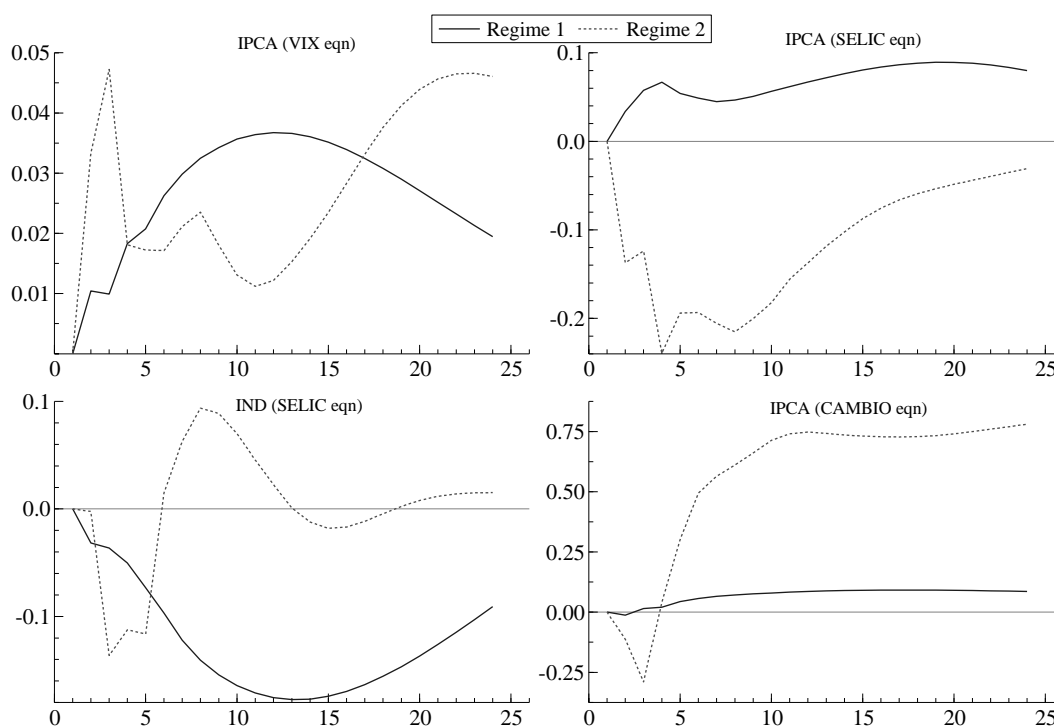 Regime 1 Regime 2
IPCA (VIX eqn)
0.05
0.04
0.03
0.02
0.01
0 5 10 15 20 25
IPCA (SELIC eqn)
0.1
0.0
-0.1
-0.2
0 5 10 15 20 25
IND (SELIC eqn)
0.1
0.0
-0.1
0 5 10 15 20 25
IPCA (CAMBIO eqn)
0.75
0.50
0.25
0.00
-0.25
0 5 10 15 20 25